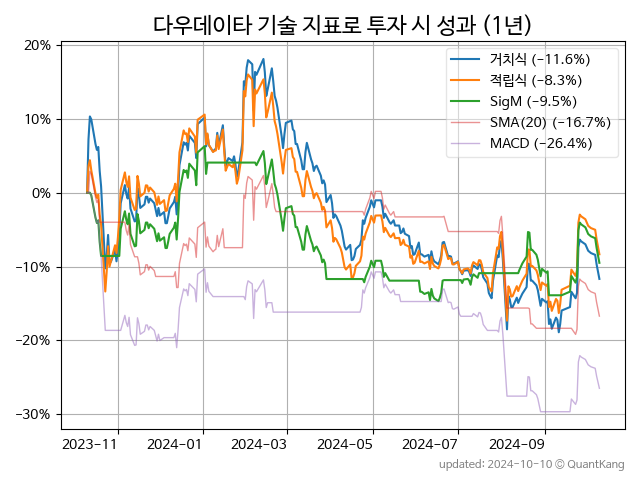 다우데이타 기술 지표로 투자 시 성과 (1년)
20%
10%
0%
−10%
−20%
−30%
거치식 (−11.6%)
적립식 (−8.3%)
SigM (−9.5%)
SMA(20) (−16.7%)
MACD (−26.4%)
2023−11
2024−01
2024−03
2024−05
2024−07
2024−09
updated: 2024-10-10 © QuantKang